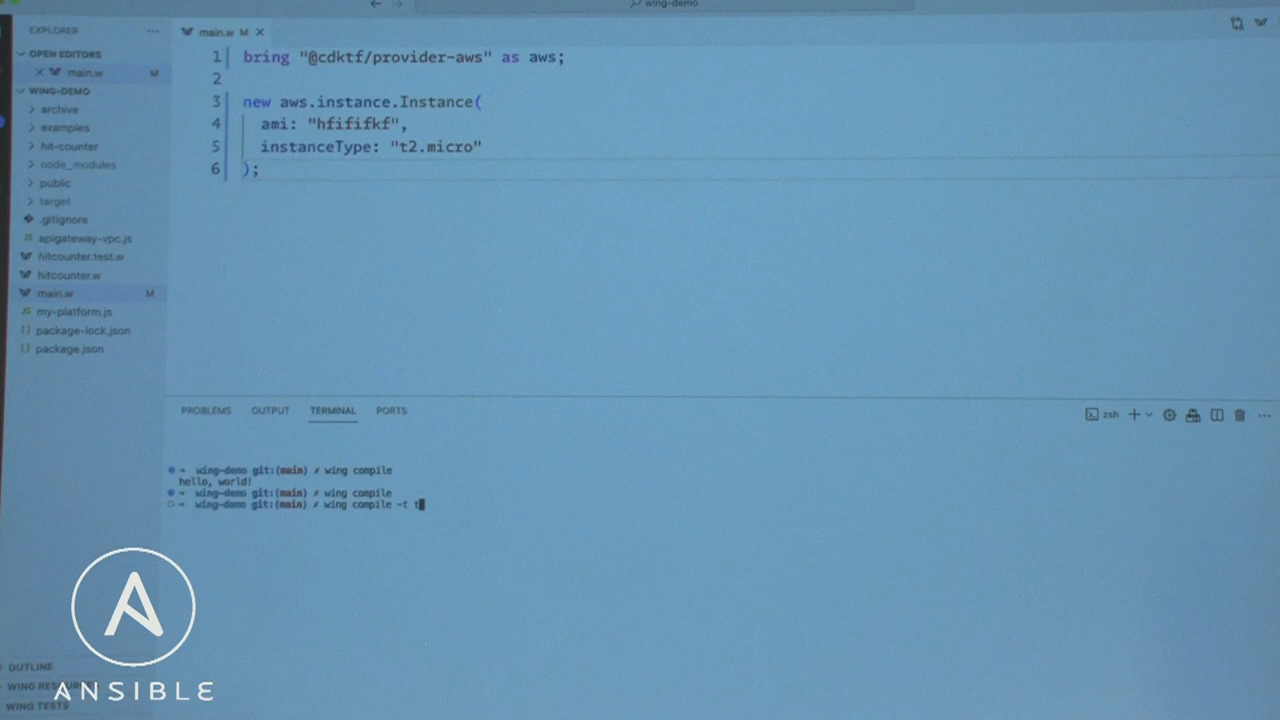 wing-demo
EXPLORER
main.w M
OPEN EDITORS
main.w M
WING-DEMO
archive
examples
hit-counter
node_modules
public
target
.gitignore
apigateway-vpc.js
hitcounter.test.w
hitcounter.w
main.w M
my-platform.js
package-lock.json
package.json
1 bring "@cdktf/provider-aws" as aws;
2
3 new aws.instance.Instance(
4 ami: "hfififkf",
5 instanceType: "t2.micro"
6 );
PROBLEMS OUTPUT TERMINAL PORTS
zsh
wing-demo git:(main) ✗ wing compile
hello, world!
wing-demo git:(main) ✗ wing compile
wing-demo git:(main) ✗ wing compile -t t
OUTLINE
WING
WING TESTS
ANSIBLE